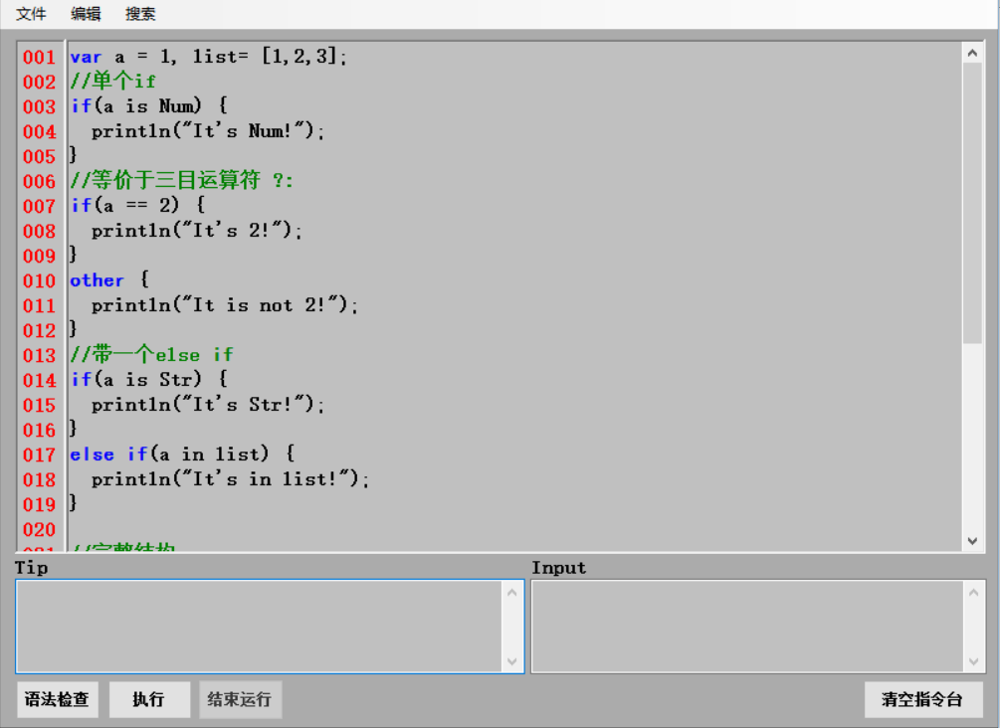 文件 编辑 搜索
001 var a = 1, list= [1,2,3];
002 //单个if
003 if(a is Num) {
004   println("It's Num!");
005 }
006 //等价于三目运算符 ?:
007 if(a == 2) {
008   println("It's 2!");
009 }
010 other {
011   println("It is not 2!");
012 }
013 //带一个else if
014 if(a is Str) {
015   println("It's Str!");
016 }
017 else if(a in list) {
018   println("It's in list!");
019 }
020
021 //完整结构
Tip Input
语法检查 执行 结束运行 清空指令台